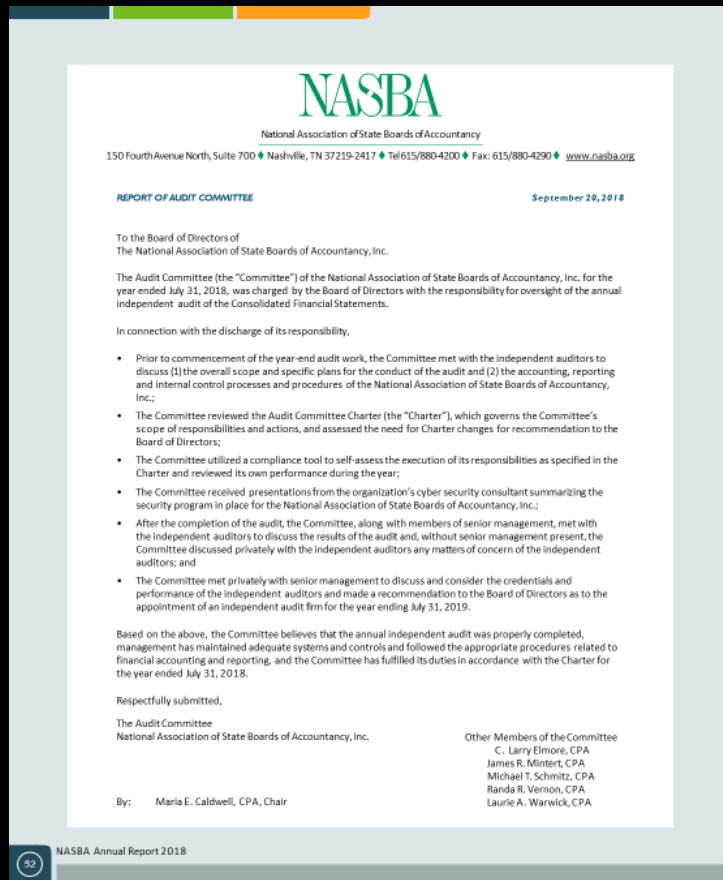 NASBA
National Association of State Boards of Accountancy
150 Fourth Avenue North, Suite 700 ♦ Nashville, TN 37219-2417 ♦ Tel 615/880-4200 ♦ Fax: 615/880-4290 ♦ www.nasba.org
REPORT OF AUDIT COMMITTEE September 20, 2018
To the Board of Directors of
The National Association of State Boards of Accountancy, Inc.
The Audit Committee (the “Committee”) of the National Association of State Boards of Accountancy, Inc. for the
year ended July 31, 2018, was charged by the Board of Directors with the responsibility for oversight of the annual
independent audit of the Consolidated Financial Statements.
In connection with the discharge of its responsibility,
• Prior to commencement of the year-end audit work, the Committee met with the independent auditors to
discuss (1) the overall scope and specific plans for the conduct of the audit and (2) the accounting, reporting
and internal control processes and procedures of the National Association of State Boards of Accountancy,
Inc.;
• The Committee reviewed the Audit Committee Charter (the “Charter”), which governs the Committee’s
scope of responsibilities and actions, and assessed the need for Charter changes for recommendation to the
Board of Directors;
• The Committee utilized a compliance tool to self-assess the execution of its responsibilities as specified in the
Charter and reviewed its own performance during the year;
• The Committee received presentations from the organization’s cyber security consultant summarizing the
security program in place for the National Association of State Boards of Accountancy, Inc.;
• After the completion of the audit, the Committee, along with members of senior management, met with
the independent auditors to discuss the results of the audit and, without senior management present, the
Committee discussed privately with the independent auditors any matters of concern of the independent
auditors; and
• The Committee met privately with senior management to discuss and consider the credentials and
performance of the independent auditors and made a recommendation to the Board of Directors as to the
appointment of an independent audit firm for the year ending July 31, 2019.
Based on the above, the Committee believes that the annual independent audit was properly completed,
management has maintained adequate systems and controls and followed the appropriate procedures related to
financial accounting and reporting, and the Committee has fulfilled its duties in accordance with the Charter for
the year ended July 31, 2018.
Respectfully submitted,
The Audit Committee
National Association of State Boards of Accountancy, Inc.
Other Members of the Committee
C. Larry Elmore, CPA
James R. Mintert, CPA
Michael T. Schmitz, CPA
Randa R. Vernon, CPA
Laurie A. Warwick, CPA
By: Maria E. Caldwell, CPA, Chair
NASBA Annual Report 2018
52